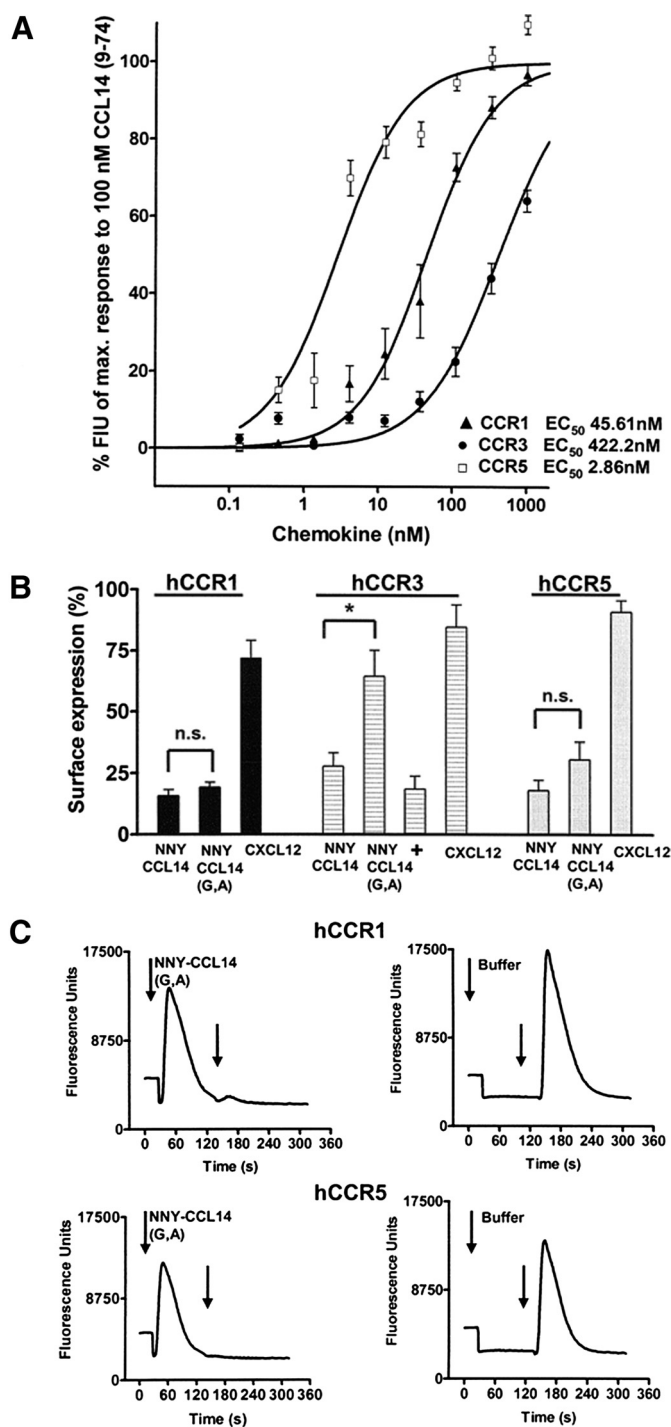 A
% FIU of max. response to 100 nM CCL14 (9-74)
100
80
60
40
20
0
0.1 1 10 100 1000
Chemokine (nM)
▲ CCR1 EC50 45.61nM
● CCR3 EC50 422.2nM
□ CCR5 EC50 2.86nM
B
Surface expression (%)
100
75
50
25
0
hCCR1 hCCR3 hCCR5
n.s. * n.s.
NNY NNY CXCL12 NNY NNY + CXCL12 NNY NNY CXCL12
CCL14 CCL14 CCL14 CCL14 CCL14 CCL14
(G,A) (G,A) (G,A)
C
hCCR1
Fluorescence Units
17500
8750
0
NNY-CCL14
(G,A)
0 60 120 180 240 300 360
Time (s)
Fluorescence Units
17500
8750
0
Buffer
0 60 120 180 240 300 360
Time (s)
hCCR5
Fluorescence Units
17500
8750
0
NNY-CCL14
(G,A)
0 60 120 180 240 300 360
Time (s)
Fluorescence Units
17500
8750
0
Buffer
0 60 120 180 240 300 360
Time (s)